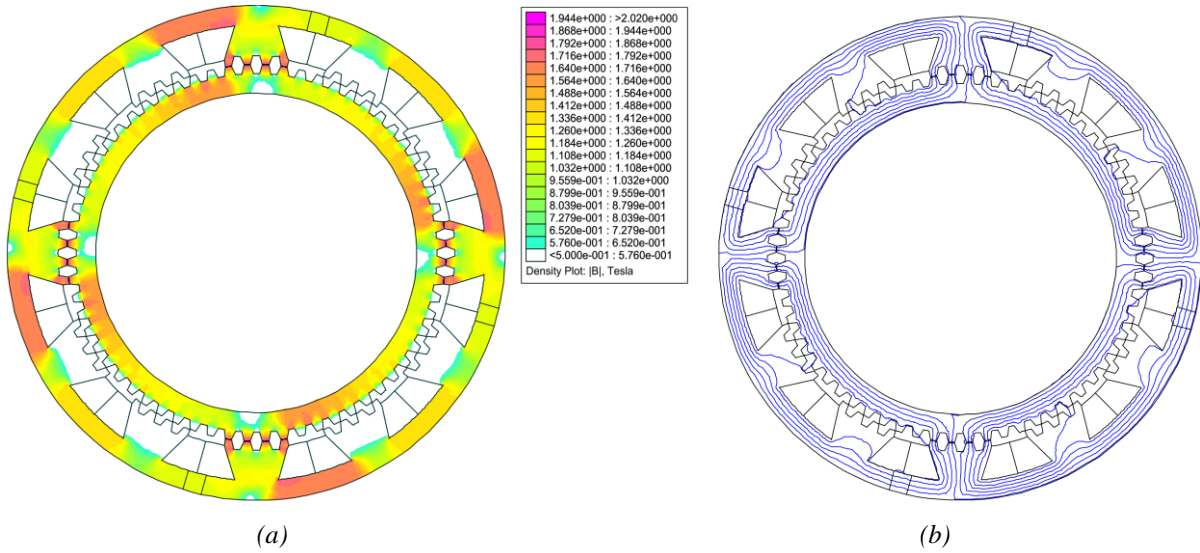 1.944e+000 : >2.020e+000
1.868e+000 : 1.944e+000
1.792e+000 : 1.868e+000
1.716e+000 : 1.792e+000
1.640e+000 : 1.716e+000
1.564e+000 : 1.640e+000
1.488e+000 : 1.564e+000
1.412e+000 : 1.488e+000
1.336e+000 : 1.412e+000
1.260e+000 : 1.336e+000
1.184e+000 : 1.260e+000
1.108e+000 : 1.184e+000
1.032e+000 : 1.108e+000
9.559e-001 : 1.032e+000
8.799e-001 : 9.559e-001
8.039e-001 : 8.799e-001
7.279e-001 : 8.039e-001
6.520e-001 : 7.279e-001
5.760e-001 : 6.520e-001
<5.000e-001 : 5.760e-001
Density Plot: |B|, Tesla
(a)
(b)